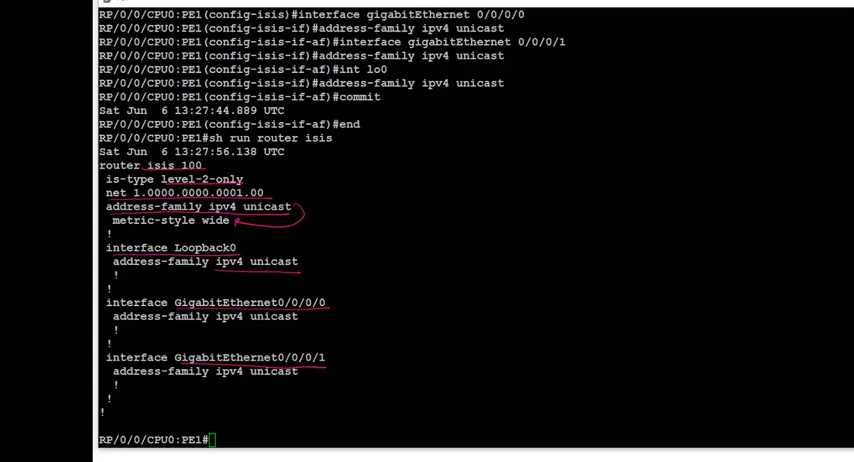 RP/0/0/CPU0:PE1(config-isis)#interface gigabitEthernet 0/0/0/0
RP/0/0/CPU0:PE1(config-isis-if)#address-family ipv4 unicast
RP/0/0/CPU0:PE1(config-isis-if-af)#interface gigabitEthernet 0/0/0/1
RP/0/0/CPU0:PE1(config-isis-if)#address-family ipv4 unicast
RP/0/0/CPU0:PE1(config-isis-if-af)#int lo0
RP/0/0/CPU0:PE1(config-isis-if)#address-family ipv4 unicast
RP/0/0/CPU0:PE1(config-isis-if-af)#commit
Sat Jun  6 13:27:44.889 UTC
RP/0/0/CPU0:PE1(config-isis-if-af)#end
RP/0/0/CPU0:PE1#sh run router isis
Sat Jun  6 13:27:56.138 UTC
router isis 100
 is-type level-2-only
 net 1.0000.0000.0001.00
 address-family ipv4 unicast
  metric-style wide
 !
 interface Loopback0
  address-family ipv4 unicast
  !
 !
 interface GigabitEthernet0/0/0/0
  address-family ipv4 unicast
  !
 !
 interface GigabitEthernet0/0/0/1
  address-family ipv4 unicast
  !
 !
!
RP/0/0/CPU0:PE1#